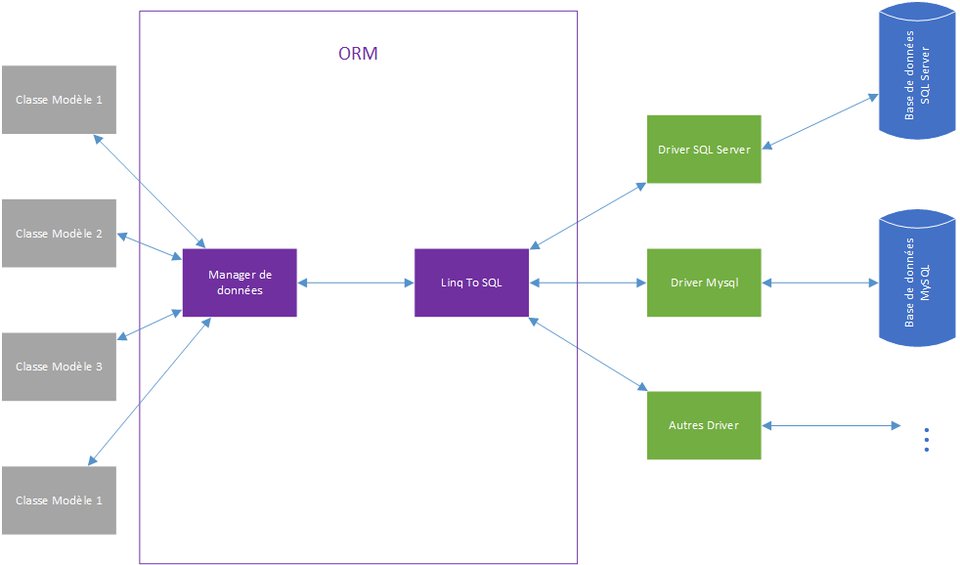 ORM
Classe Modèle 1
Classe Modèle 2
Classe Modèle 3
Classe Modèle 1
Manager de
données
Linq To SQL
Driver SQL Server
Driver Mysql
Autres Driver
Base de données
SQL Server
Base de données
MySQL